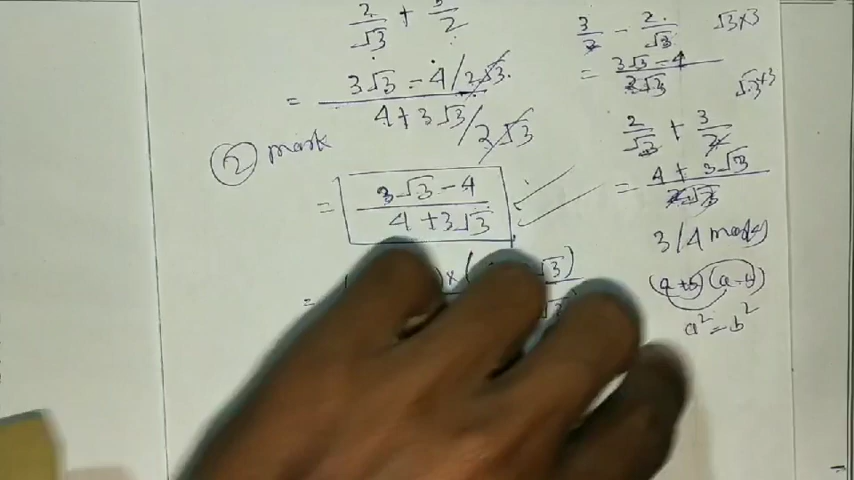 2/√3 + 3/2
= 3√3 - 4/2√3 / 4 + 3√3/2√3
② mark
= 3√3 - 4 / 4 + 3√3
= ( ) × ( √3)
3/2 - 2/√3
√3×3
= 3√3 - 4 / 2√3
√3×3
2/√3 + 3/2
= 4 + 3√3 / 2√3
3/4 marks
(a+b)(a-b)
a² - b²